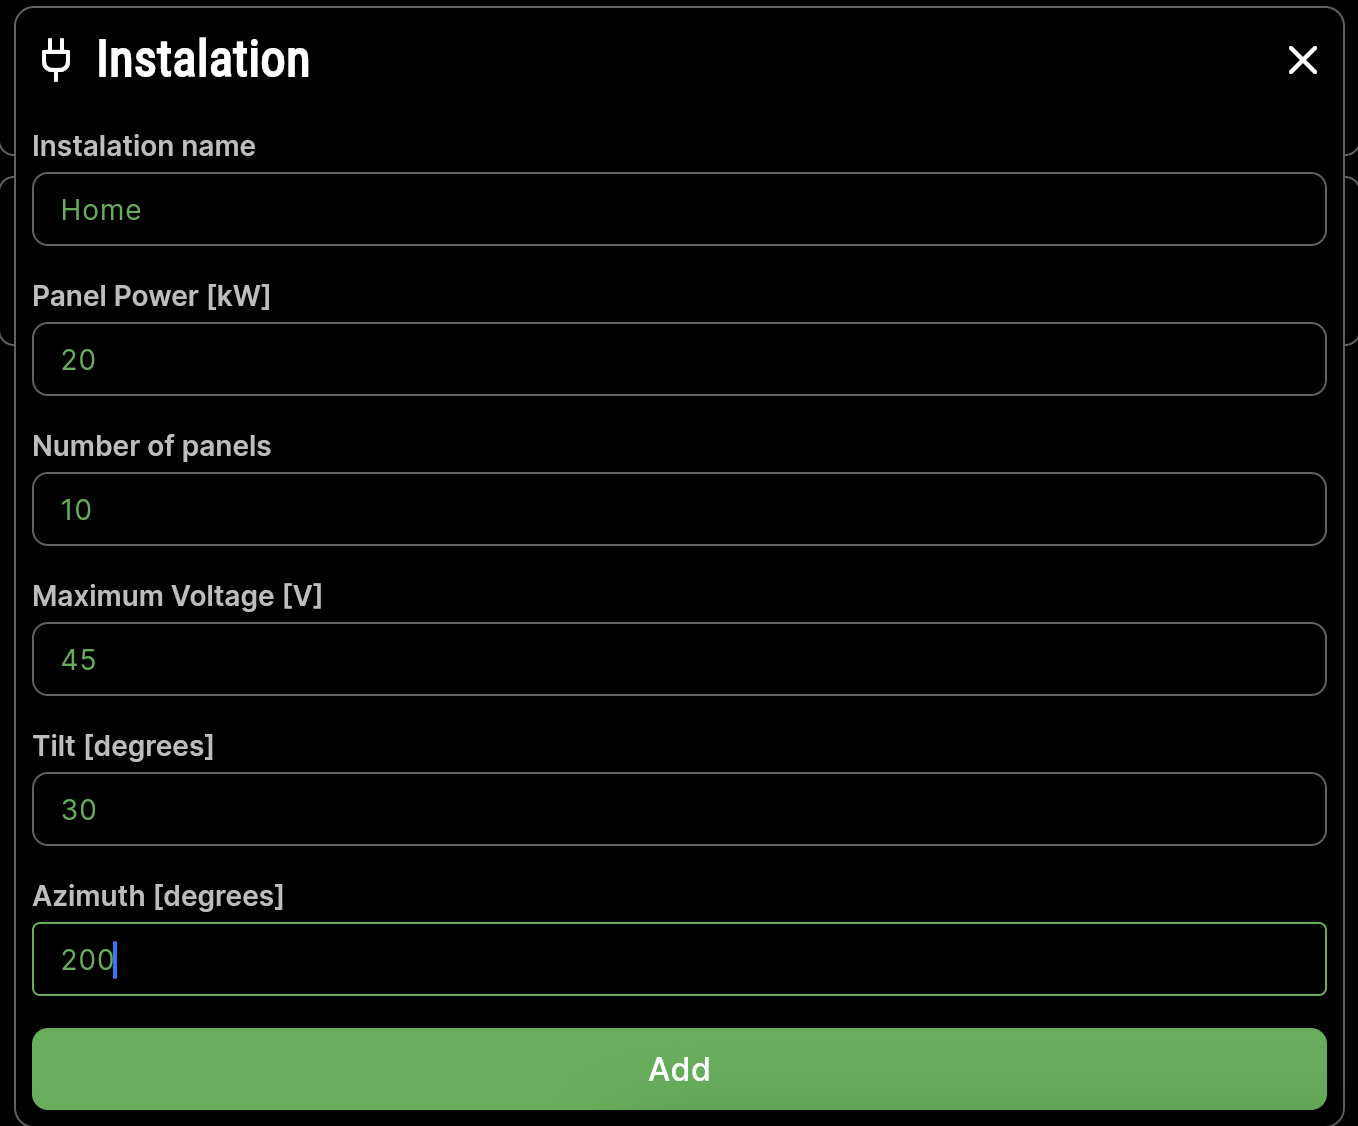 Instalation
Instalation name
Home
Panel Power [kW]
20
Number of panels
10
Maximum Voltage [V]
45
Tilt [degrees]
30
Azimuth [degrees]
200
Add